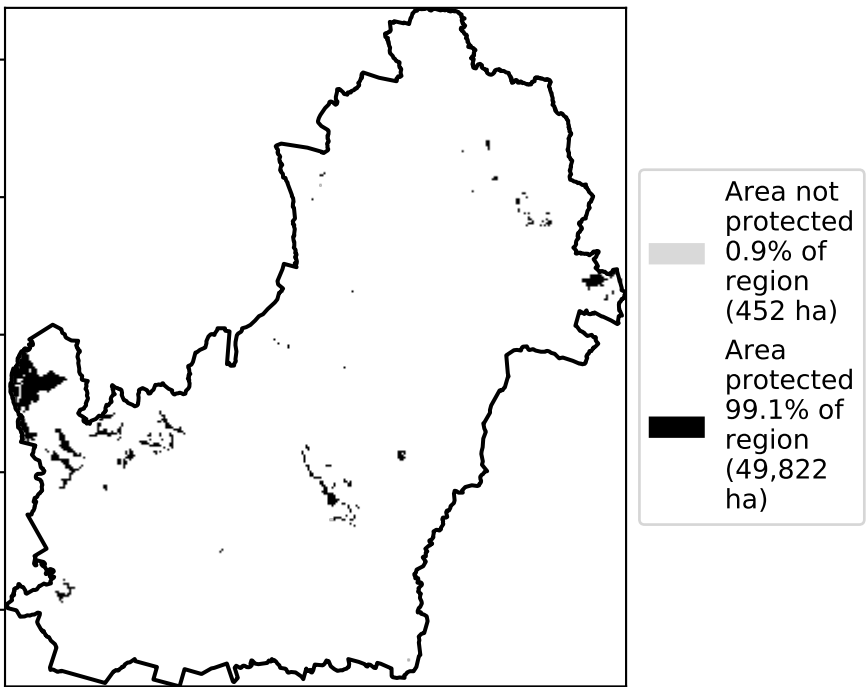 Area not
protected
0.9% of
region
(452 ha)
Area
protected
99.1% of
region
(49,822
ha)